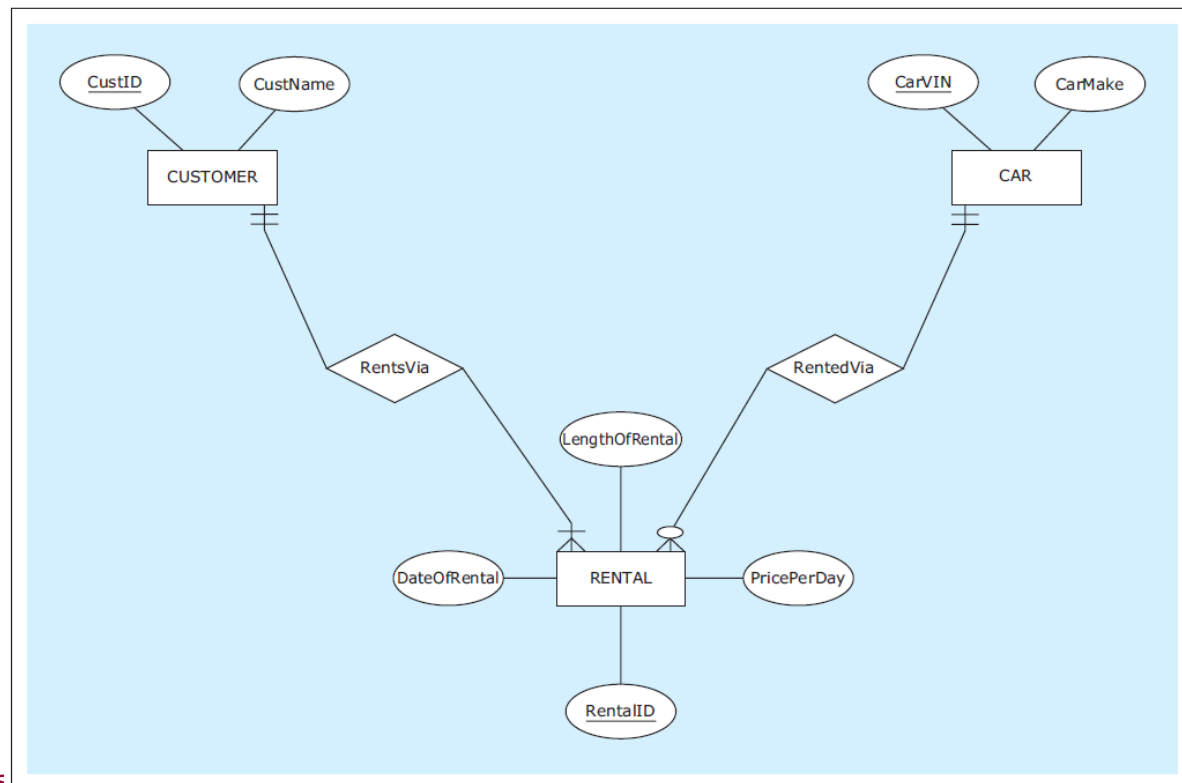 CustID
CustName
CarVIN
CarMake
CUSTOMER
CAR
RentsVia
RentedVia
LengthOfRental
DateOfRental
RENTAL
PricePerDay
RentalID